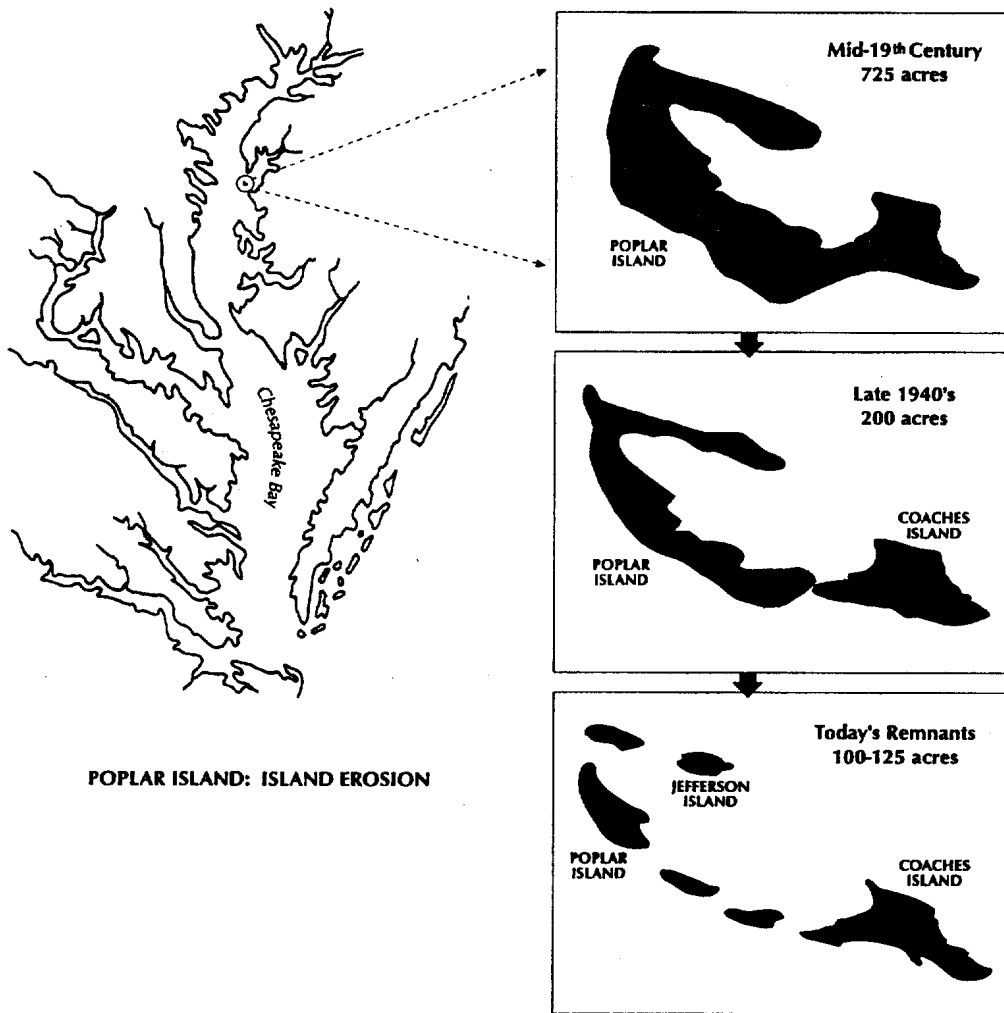 Mid-19th Century
725 acres
POPLAR
ISLAND
Chesapeake Bay
Late 1940's
200 acres
COACHES
ISLAND
POPLAR
ISLAND
Today's Remnants
100-125 acres
JEFFERSON
ISLAND
POPLAR
ISLAND
COACHES
ISLAND
POPLAR ISLAND: ISLAND EROSION